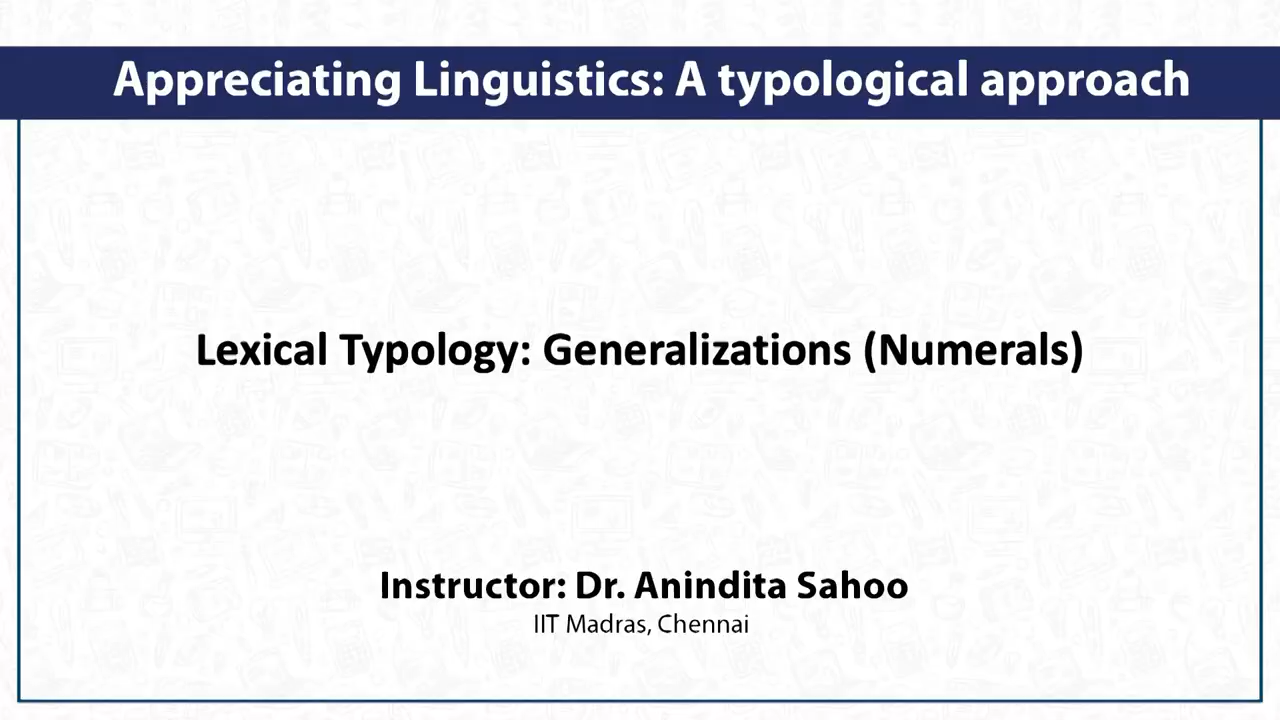 Appreciating Linguistics: A typological approach
Lexical Typology: Generalizations (Numerals)
Instructor: Dr. Anindita Sahoo
IIT Madras, Chennai